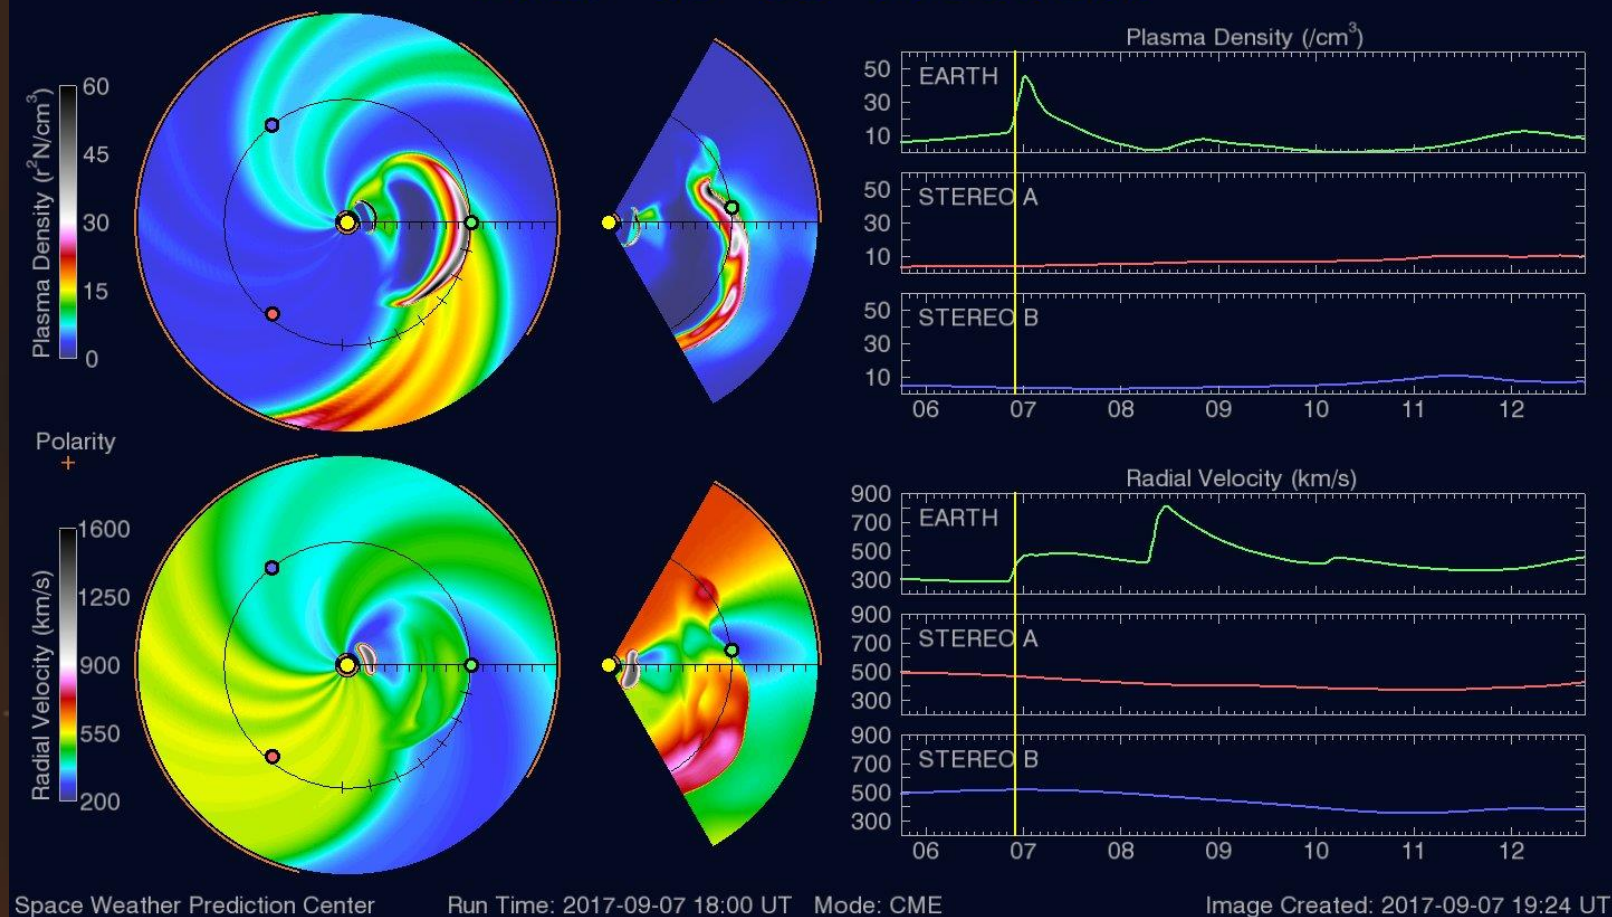 Plasma Density (r²N/cm³)
60
45
30
15
0
Plasma Density (/cm³)
EARTH
50
30
10
STEREO A
50
30
10
STEREO B
50
30
10
06 07 08 09 10 11 12
Polarity
+
Radial Velocity (km/s)
1600
1250
900
550
200
Radial Velocity (km/s)
EARTH
900
700
500
300
STEREO A
900
700
500
300
STEREO B
900
700
500
300
06 07 08 09 10 11 12
Space Weather Prediction Center Run Time: 2017-09-07 18:00 UT Mode: CME Image Created: 2017-09-07 19:24 UT